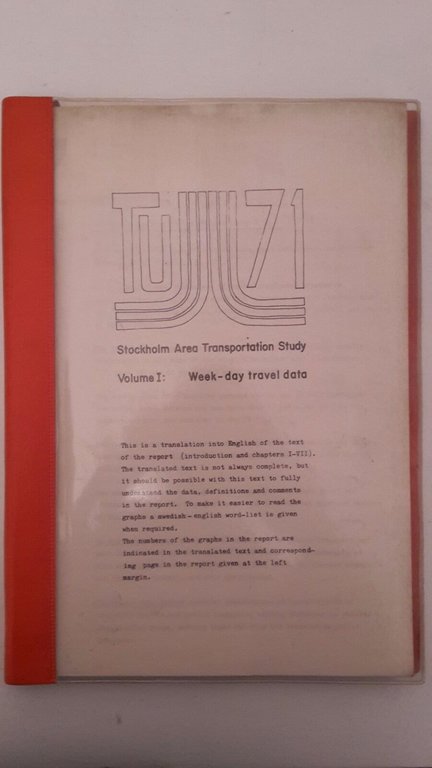 TU 71
Stockholm Area Transportation Study
Volume I: Week-day travel data
This is a translation into English of the text
of the report (introduction and chapters I-VII).
The translated text is not always complete, but
it should be possible with this text to fully
understand the data, definitions and comments
in the report. To make it easier to read the
graphs a swedish-english word-list is given
when required.
The numbers of the graphs in the report are
indinated in the translated text and correspond-
ing page in the report given at the left
margin.